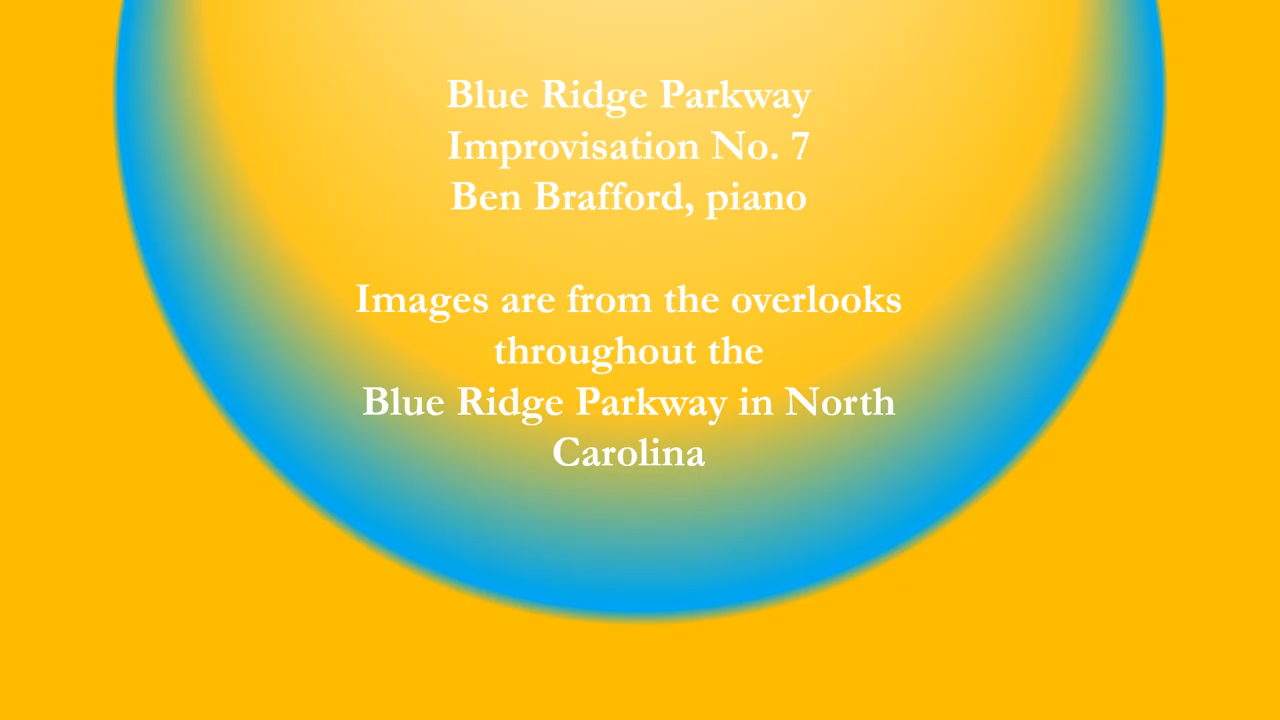 Blue Ridge Parkway
Improvisation No. 7
Ben Brafford, piano
Images are from the overlooks
throughout the
Blue Ridge Parkway in North
Carolina